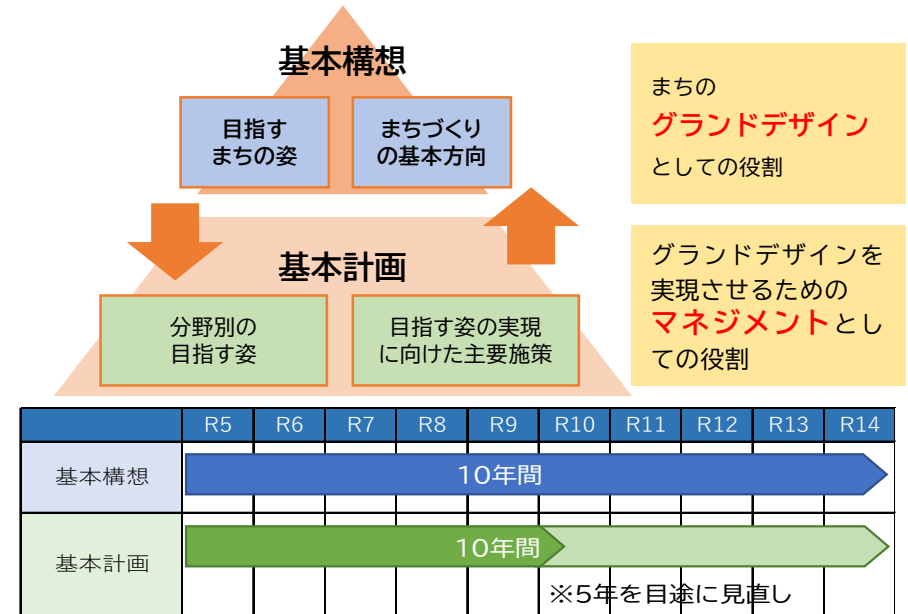 基本構想
目指す
まちの姿
まちづくり
の基本方向
まちの
グランドデザイン
としての役割
基本計画
分野別の
目指す姿
目指す姿の実現
に向けた主要施策
グランドデザインを
実現させるための
マネジメントとし
ての役割
R5 R6 R7 R8 R9 R10 R11 R12 R13 R14
基本構想 10年間
基本計画 10年間
※5年を目途に見直し